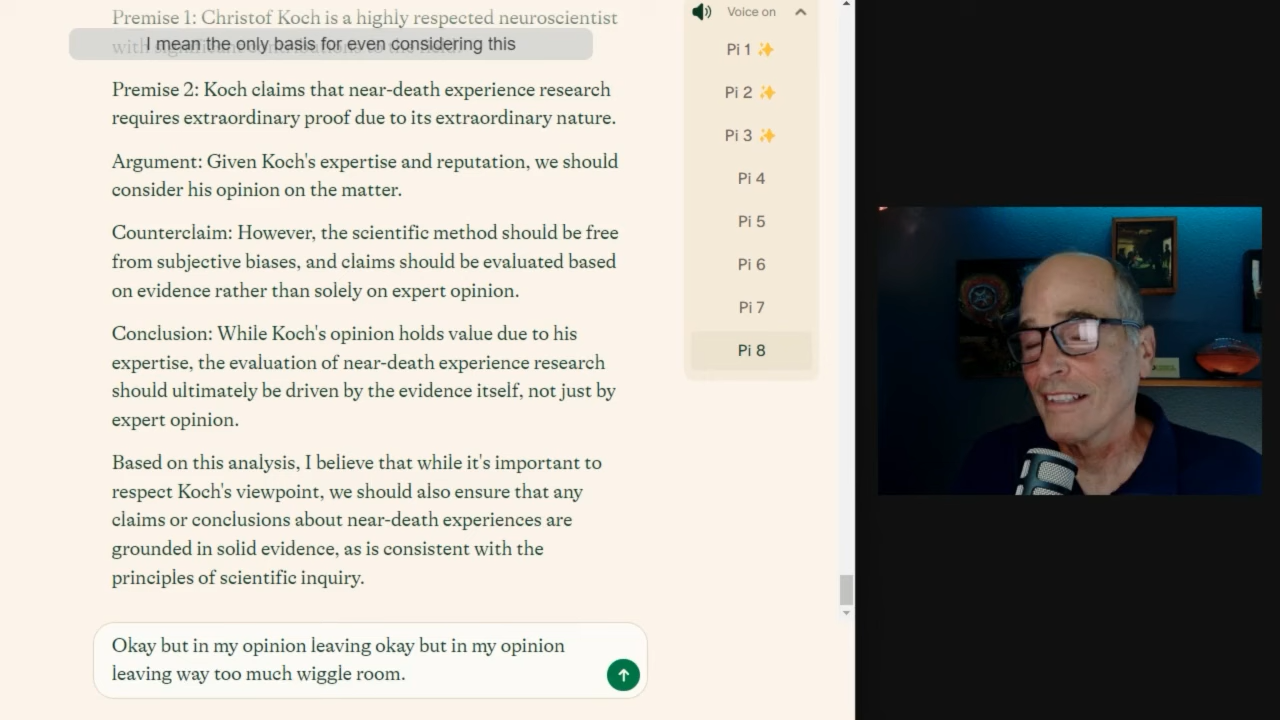 Premise 1: Christof Koch is a highly respected neuroscientist
I mean the only basis for even considering this
Premise 2: Koch claims that near-death experience research
requires extraordinary proof due to its extraordinary nature.
Argument: Given Koch's expertise and reputation, we should
consider his opinion on the matter.
Counterclaim: However, the scientific method should be free
from subjective biases, and claims should be evaluated based
on evidence rather than solely on expert opinion.
Conclusion: While Koch's opinion holds value due to his
expertise, the evaluation of near-death experience research
should ultimately be driven by the evidence itself, not just by
expert opinion.
Based on this analysis, I believe that while it's important to
respect Koch's viewpoint, we should also ensure that any
claims or conclusions about near-death experiences are
grounded in solid evidence, as is consistent with the
principles of scientific inquiry.
Okay but in my opinion leaving okay but in my opinion
leaving way too much wiggle room.
Voice on
Pi 1 ✨
Pi 2 ✨
Pi 3 ✨
Pi 4
Pi 5
Pi 6
Pi 7
Pi 8